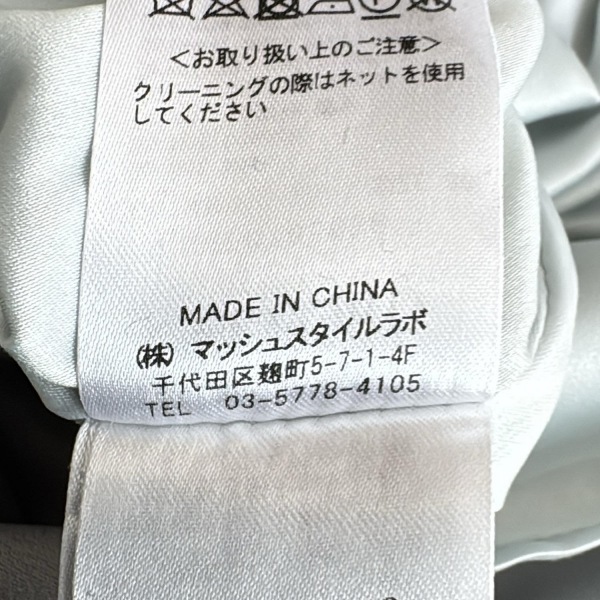 <お取り扱い上のご注意>
クリーニングの際はネットを使用
してください
MADE IN CHINA
(株) マッシュスタイルラボ
千代田区麹町5-7-1-4F
TEL 03-5778-4105